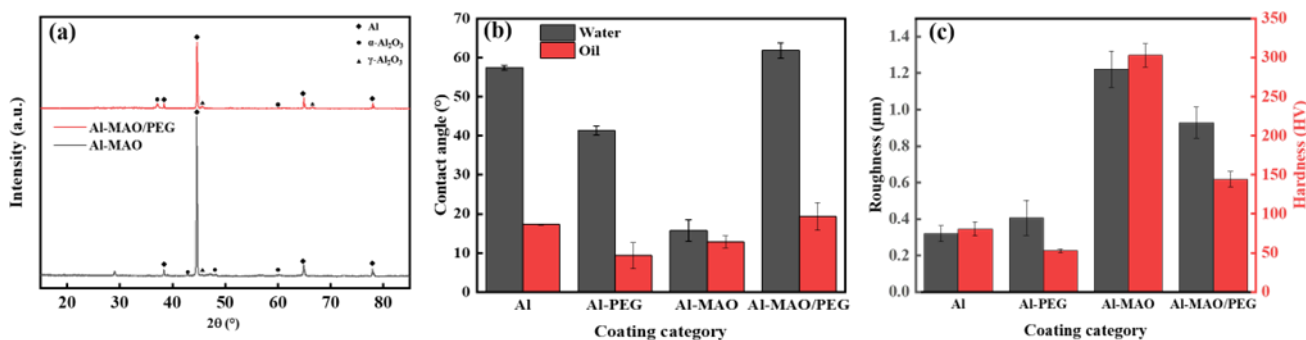 (a)
Al
α-Al₂O₃
γ-Al₂O₃
Intensity (a.u.)
Al-MAO/PEG
Al-MAO
20 30 40 50 60 70 80
2θ (°)
(b)
Water
Oil
Contact angle (°)
70
60
50
40
30
20
10
0
Al Al-PEG Al-MAO Al-MAO/PEG
Coating category
(c)
Roughness (μm)
1.4
1.2
1.0
0.8
0.6
0.4
0.2
0.0
Al Al-PEG Al-MAO Al-MAO/PEG
Coating category
350
300
250
200
150
100
50
0
Hardness (HV)